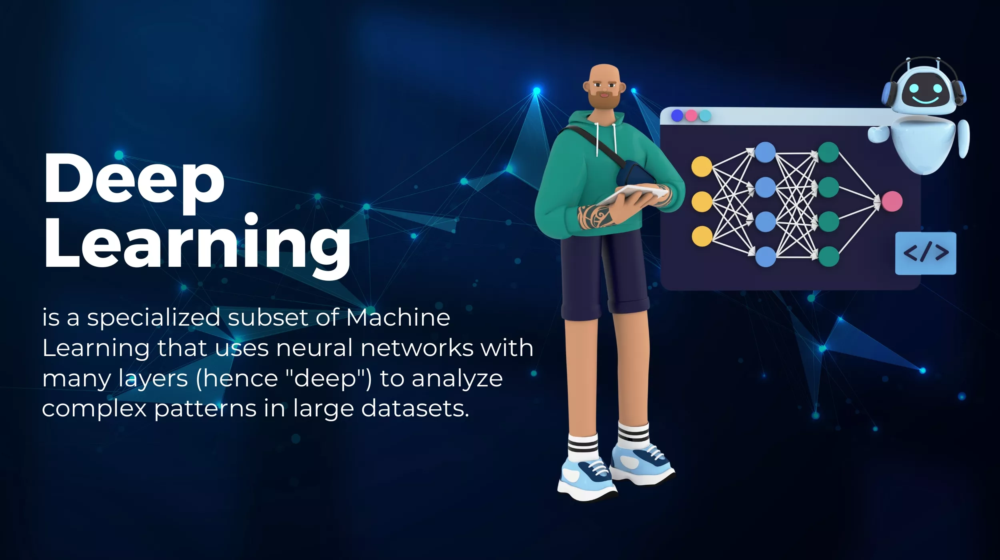 Deep
Learning
is a specialized subset of Machine
Learning that uses neural networks with
many layers (hence "deep") to analyze
complex patterns in large datasets.
</>